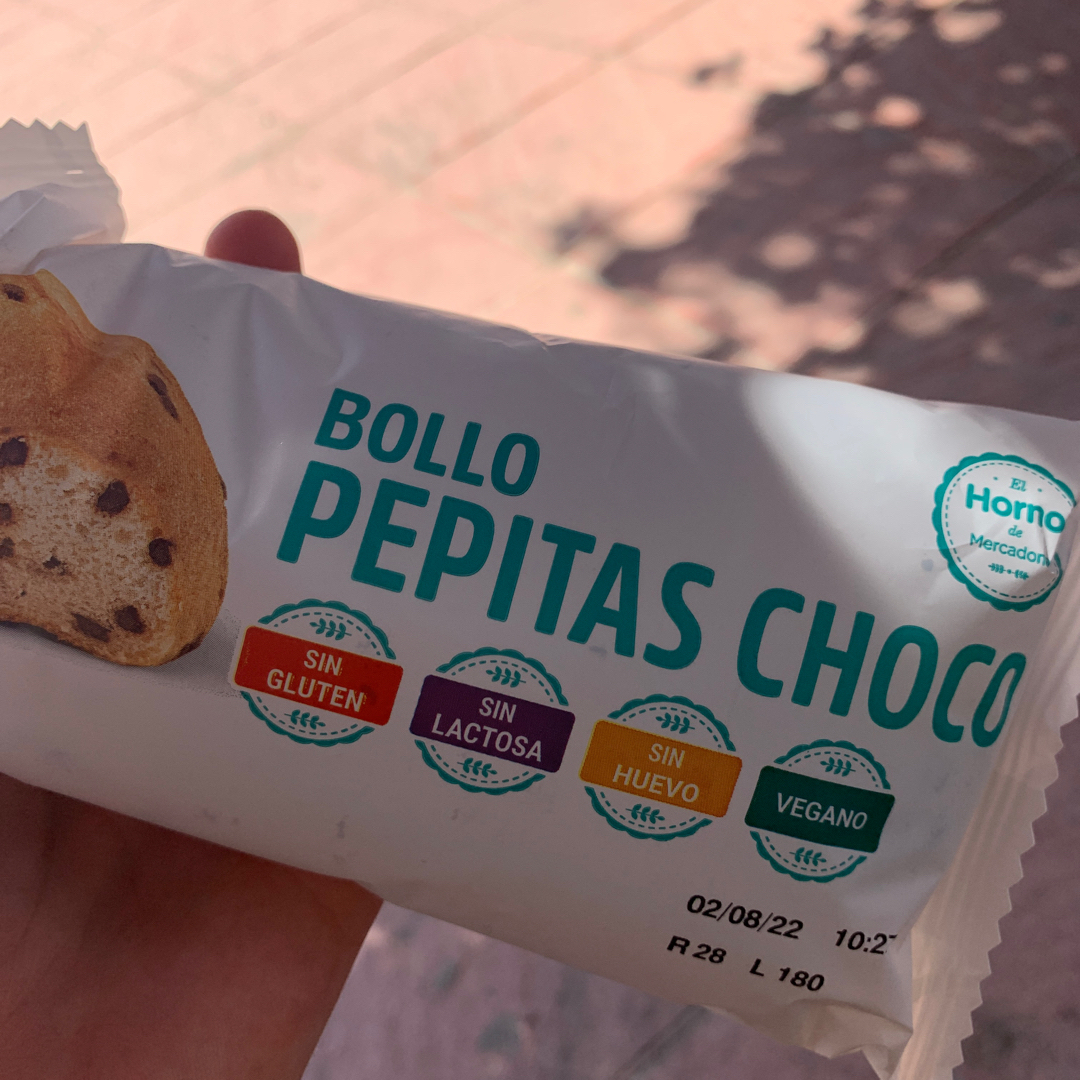 BOLLO
PEPITAS CHOCO
El
Horno
de
SIN
GLUTEN
SIN
LACTOSA
SIN
HUEVO
VEGANO
02/08/22
R 28 L 180